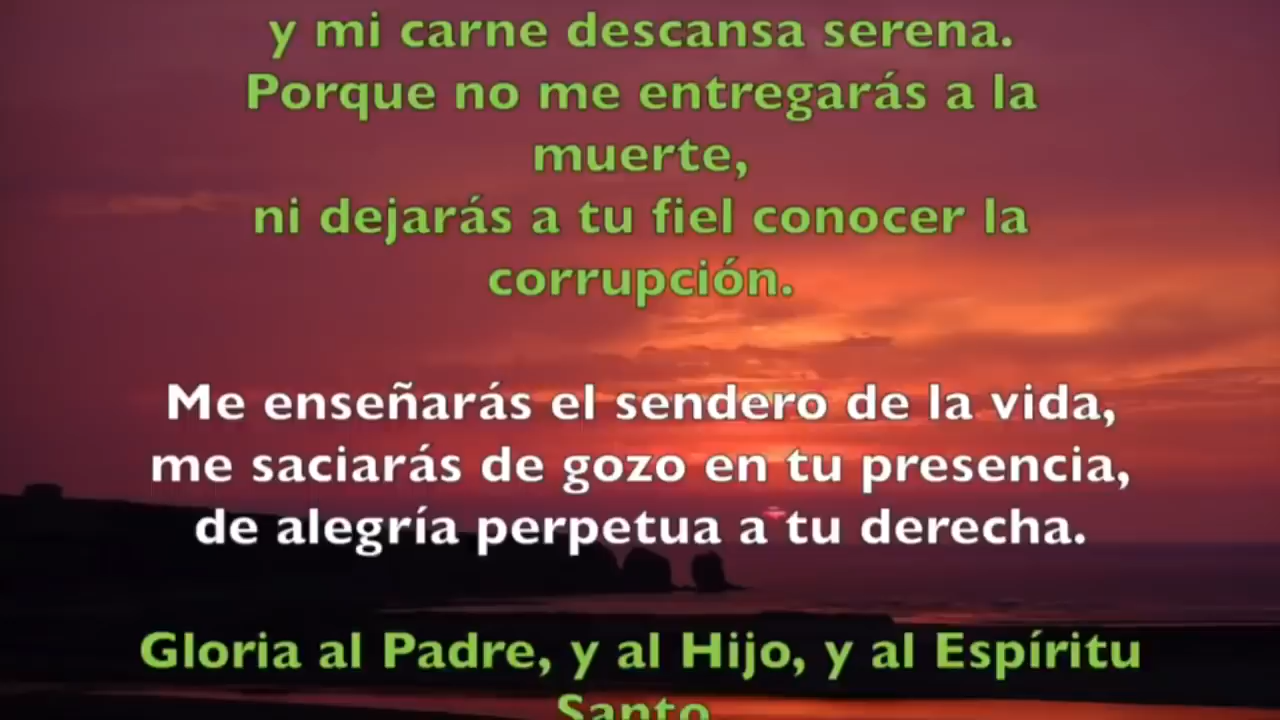 y mi carne descansa serena.
Porque no me entregarás a la
muerte,
ni dejarás a tu fiel conocer la
corrupción.
Me enseñarás el sendero de la vida,
me saciarás de gozo en tu presencia,
de alegría perpetua a tu derecha.
Gloria al Padre, y al Hijo, y al Espíritu
Santo